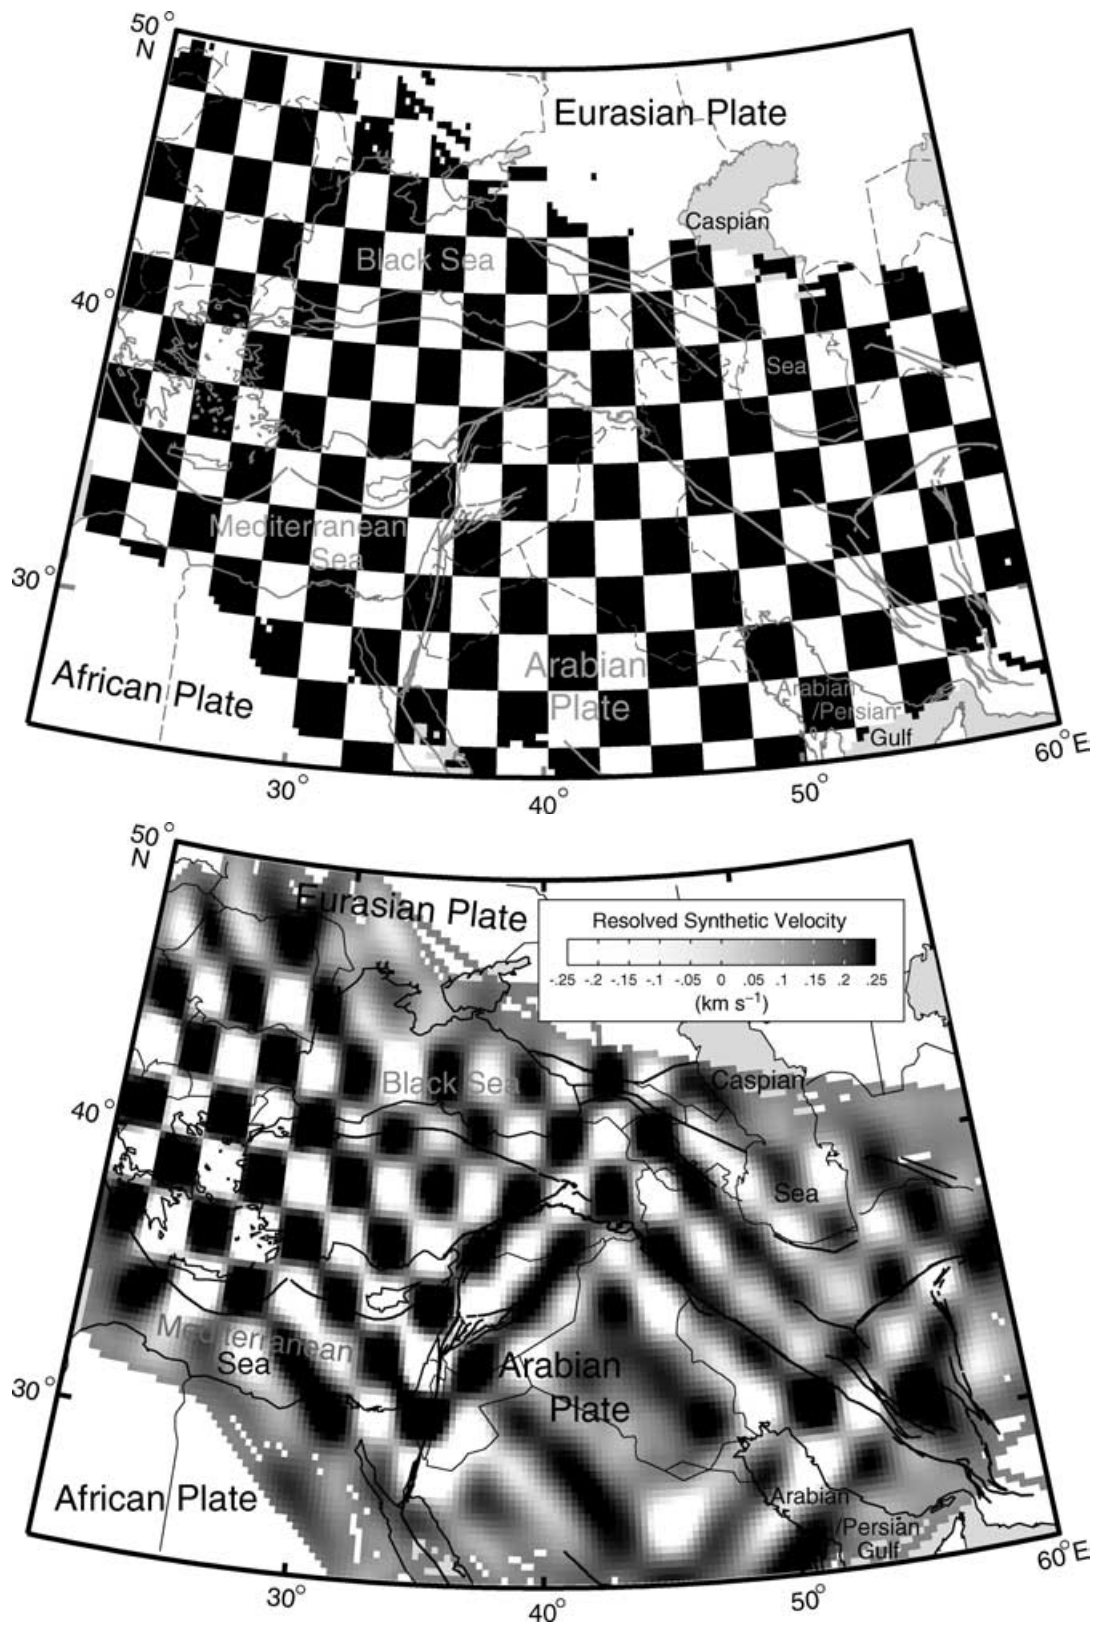 50°
N
Eurasian Plate
Caspian
Black Sea
40°
Sea
Mediterranean
Sea
30°
Arabian
Plate
African Plate
Arabian
/Persian
Gulf
60°E
30°
40°
50°
50°
N
Eurasian Plate
Resolved Synthetic Velocity
-.25 -.2 -.15 -.1 -.05 0 .05 .1 .15 .2 .25
(km s⁻¹)
Black Sea
Caspian
40°
Sea
Mediterranean
Sea
Arabian
Plate
30°
African Plate
Arabian
/Persian
Gulf
60°E
30°
40°
50°